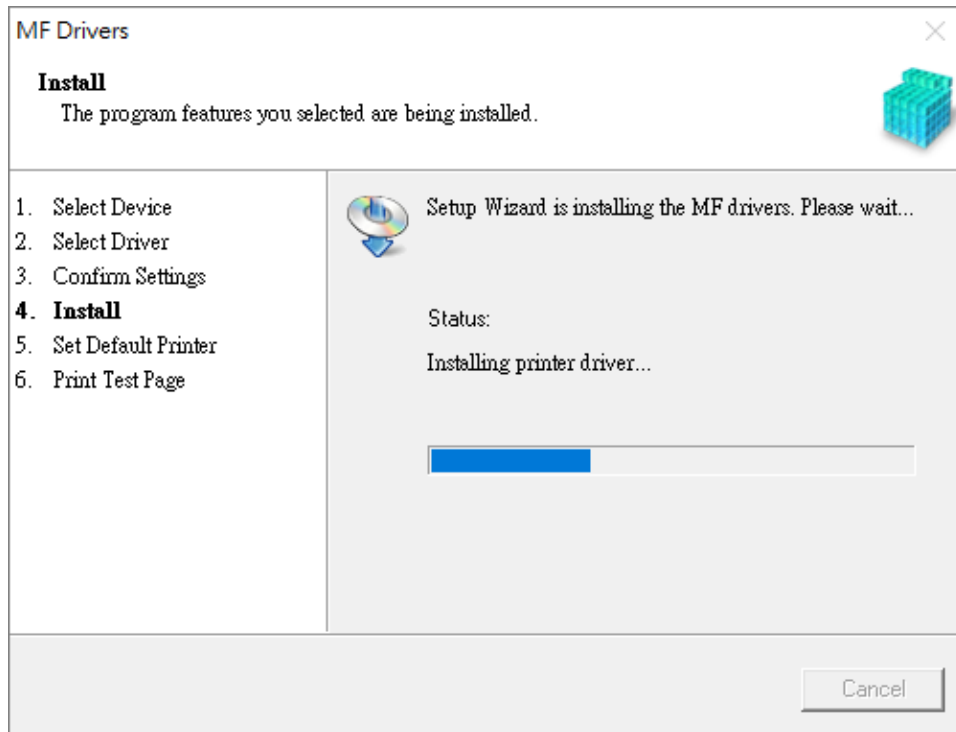 MF Drivers
Install
The program features you selected are being installed.
1. Select Device
2. Select Driver
3. Confirm Settings
4. Install
5. Set Default Printer
6. Print Test Page
Setup Wizard is installing the MF drivers. Please wait...
Status:
Installing printer driver...
Cancel